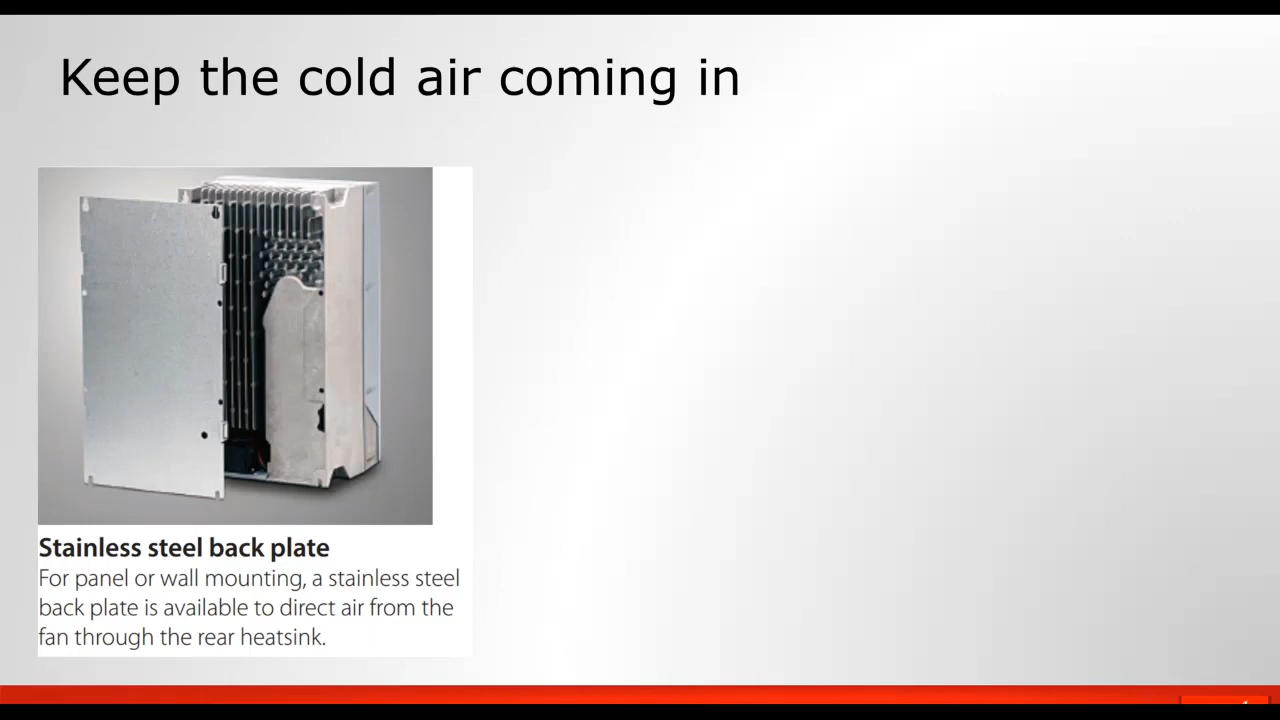 Keep the cold air coming in
Stainless steel back plate
For panel or wall mounting, a stainless steel
back plate is available to direct air from the
fan through the rear heatsink.